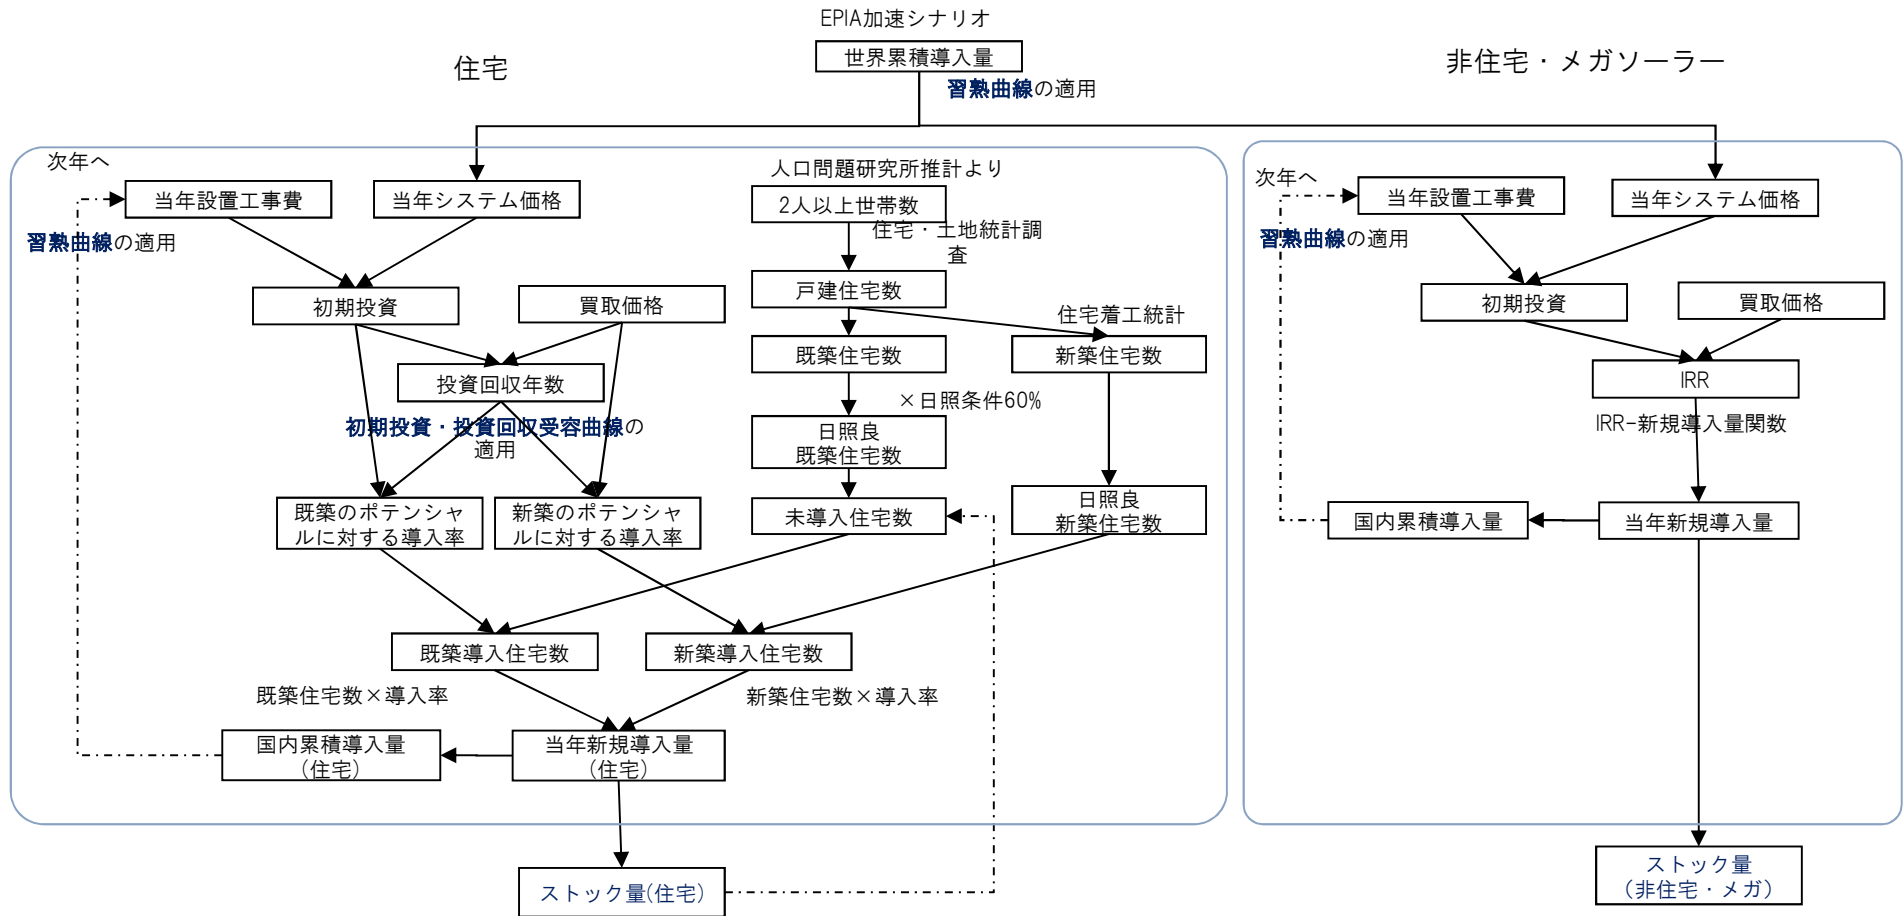 EPIA加速シナリオ
世界累積導入量
習熟曲線の適用
住宅
次年へ
当年設置工事費
当年システム価格
習熟曲線の適用
初期投資
買取価格
投資回収年数
初期投資・投資回収受容曲線の
適用
既築のポテンシャ
ルに対する導入率
新築のポテンシャ
ルに対する導入率
人口問題研究所推計より
2人以上世帯数
住宅・土地統計調
査
戸建住宅数
住宅着工統計
既築住宅数
新築住宅数
×日照条件60%
日照良
既築住宅数
未導入住宅数
日照良
新築住宅数
既築導入住宅数
新築導入住宅数
既築住宅数×導入率
新築住宅数×導入率
国内累積導入量
(住宅)
当年新規導入量
(住宅)
ストック量(住宅)
非住宅・メガソーラー
次年へ
当年設置工事費
当年システム価格
習熟曲線の適用
初期投資
買取価格
IRR
IRR-新規導入量関数
国内累積導入量
当年新規導入量
ストック量
(非住宅・メガ)